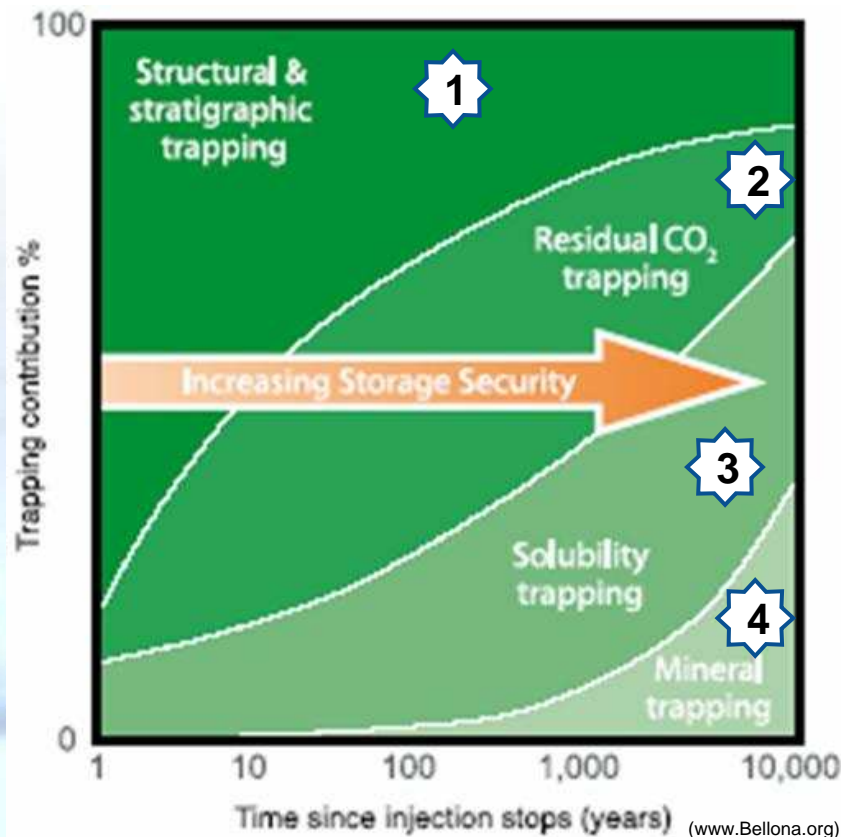 100
Structural &
stratigraphic
trapping
1
2
Residual CO₂
trapping
Increasing Storage Security
3
Solubility
trapping
4
Mineral
trapping
Trapping contribution %
0
1 10 100 1,000 10,000
Time since injection stops (years)
(www.Bellona.org)